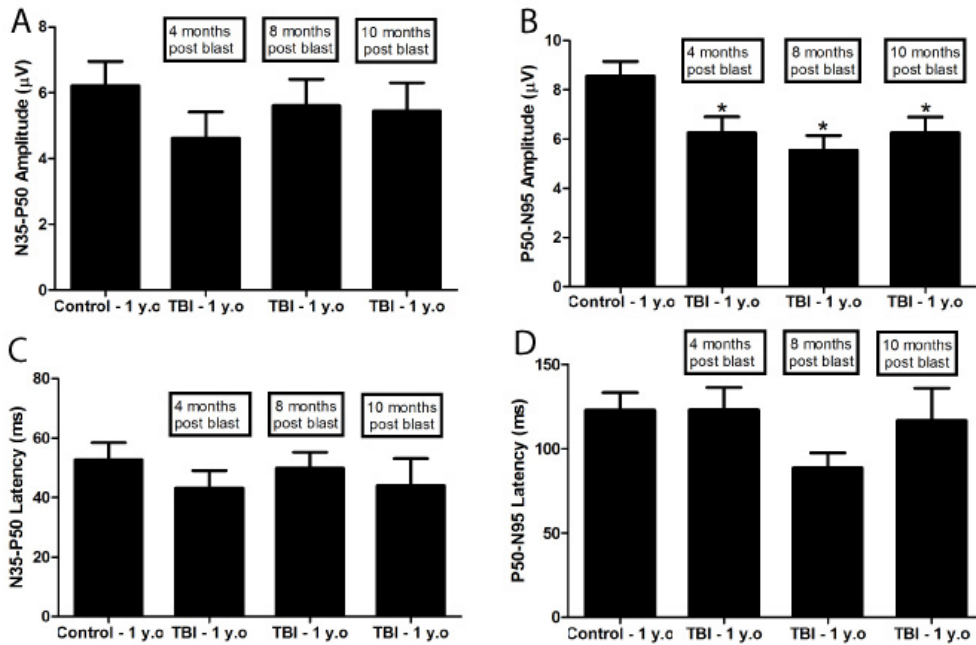 A
4 months
post blast
8 months
post blast
10 months
post blast
N35-P50 Amplitude (μV)
8
6
4
2
0
Control - 1 y.o
TBI - 1 y.o
TBI - 1 y.o
TBI - 1 y.o
B
4 months
post blast
8 months
post blast
10 months
post blast
P50-N95 Amplitude (μV)
10
8
6
4
2
0
*
*
*
Control - 1 y.o
TBI - 1 y.o
TBI - 1 y.o
TBI - 1 y.o
C
4 months
post blast
8 months
post blast
10 months
post blast
N35-P50 Latency (ms)
80
60
40
20
0
Control - 1 y.o
TBI - 1 y.o
TBI - 1 y.o
TBI - 1 y.o
D
4 months
post blast
8 months
post blast
10 months
post blast
P50-N95 Latency (ms)
150
100
50
0
Control - 1 y.o
TBI - 1 y.o
TBI - 1 y.o
TBI - 1 y.o